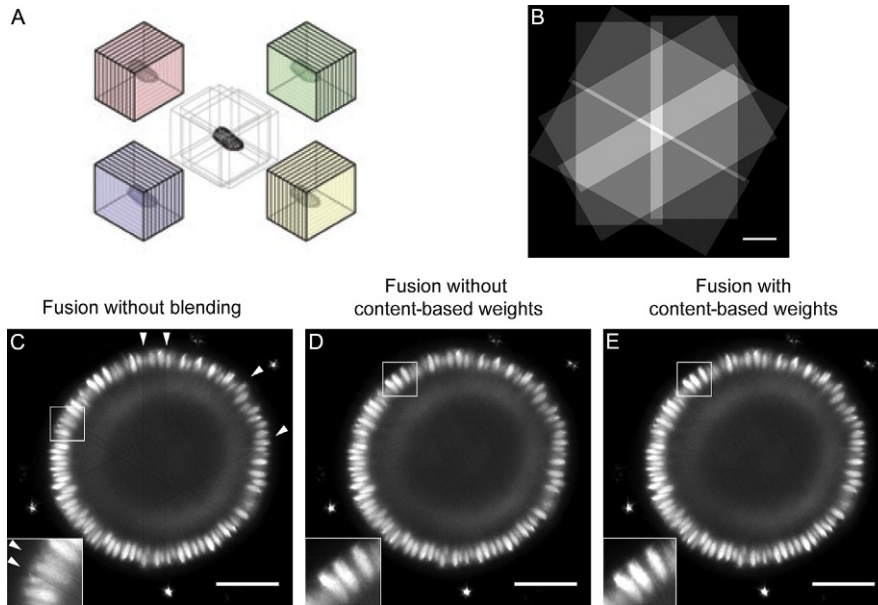 A
B
Fusion without blending
Fusion without
content-based weights
Fusion with
content-based weights
C
D
E